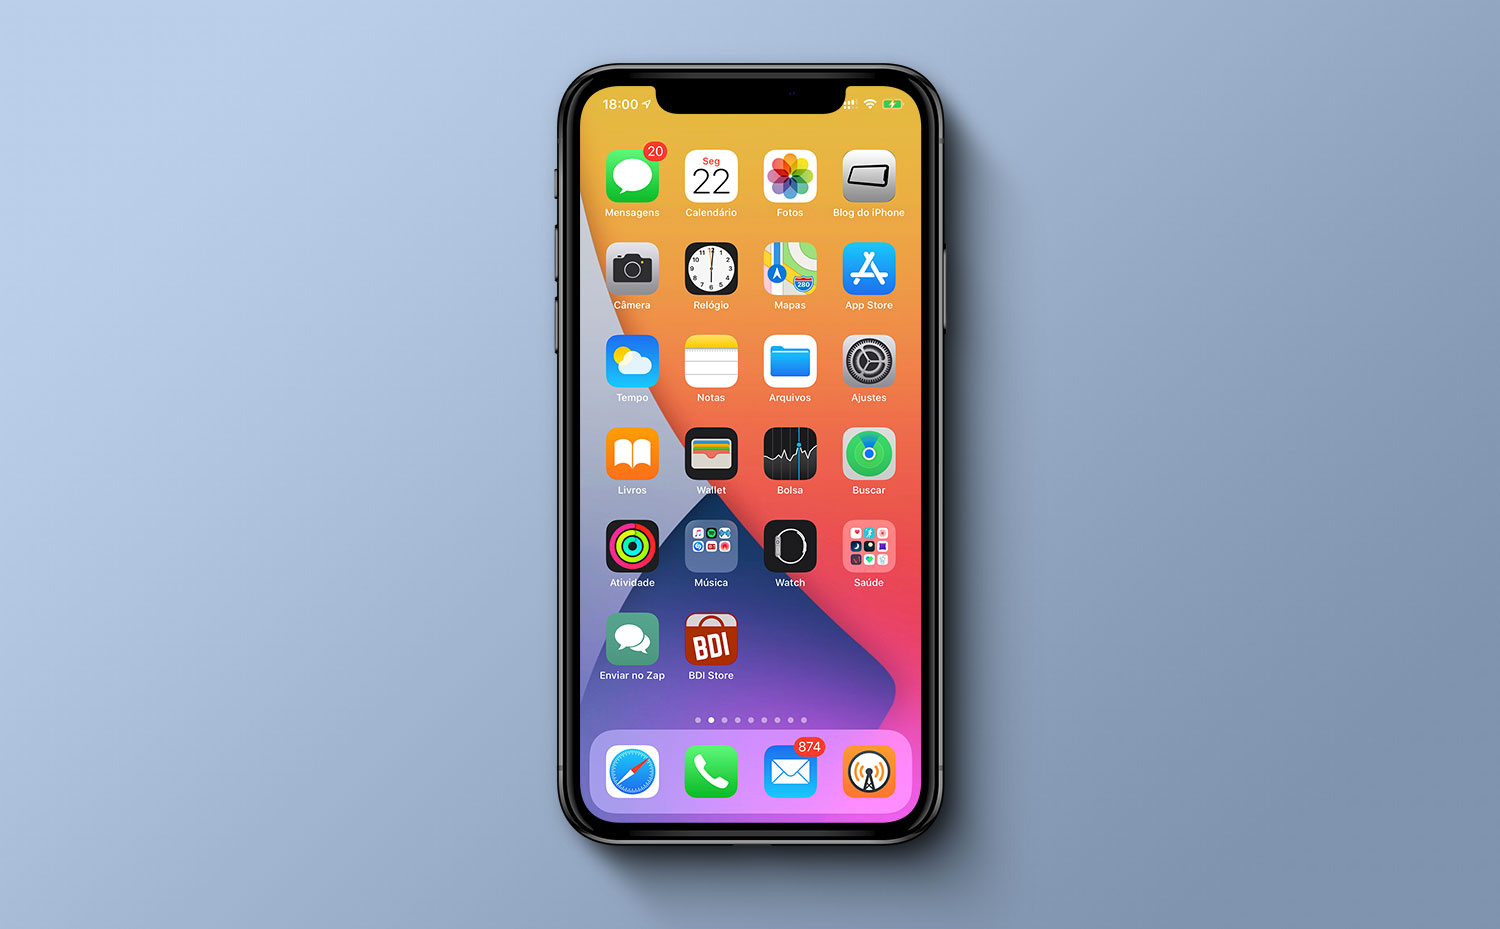 18:00
20
Seg
22
Mensagens
Calendário
Fotos
Blog do iPhone
12
280
Câmera
Relógio
Mapas
App Store
Tempo
Notas
Arquivos
Ajustes
Livros
Wallet
Bolsa
Buscar
Atividade
Música
Watch
Saúde
BDI
Enviar no Zap
BDI Store
874